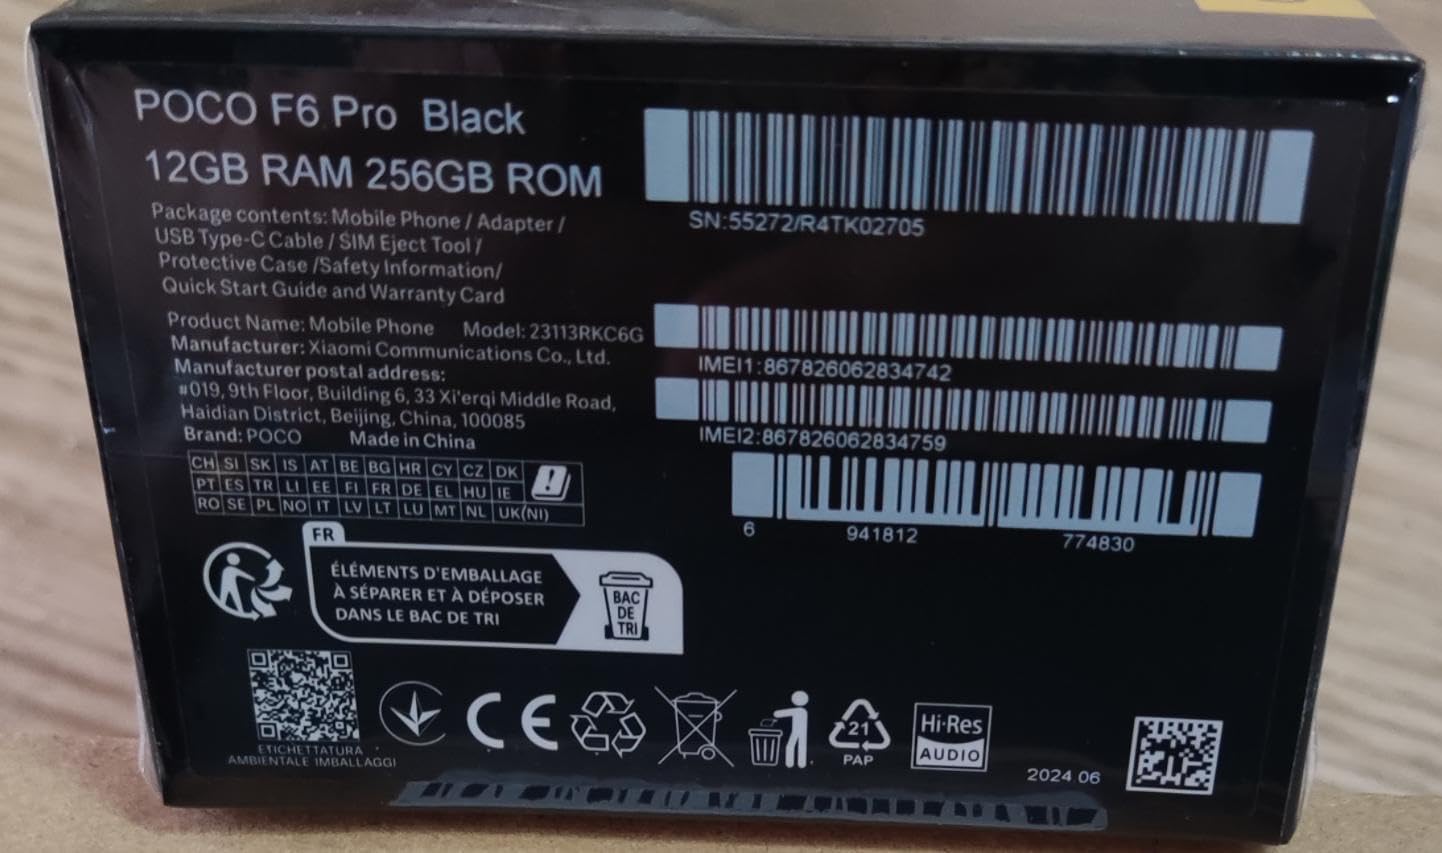 POCO F6 Pro Black
12GB RAM 256GB ROM
Package contents: Mobile Phone / Adapter /
USB Type-C Cable / SIM Eject Tool /
Protective Case /Safety Information/
Quick Start Guide and Warranty Card
Product Name: Mobile Phone Model: 23113RKC6G
Manufacturer: Xiaomi Communications Co., Ltd.
Manufacturer postal address:
#019, 9th Floor, Building 6, 33 Xi'erqi Middle Road,
Haidian District, Beijing, China, 100085
Brand: POCO Made in China
CH SI SK IS AT BE BG HR CY CZ DK
PT ES TR LI EE FI FR DE EL HU IE
RO SE PL NO IT LV LT LU MT NL UK(NI)
FR
ÉLÉMENTS D'EMBALLAGE
À SÉPARER ET À DÉPOSER
DANS LE BAC DE TRI
BAC
DE
TRI
ETICHETTATURA
AMBIENTALE IMBALLAGGI
CE
21
PAP
Hi-Res
AUDIO
2024 06
SN:55272/R4TK02705
IMEI1:867826062834742
IMEI2:867826062834759
6 941812 774830